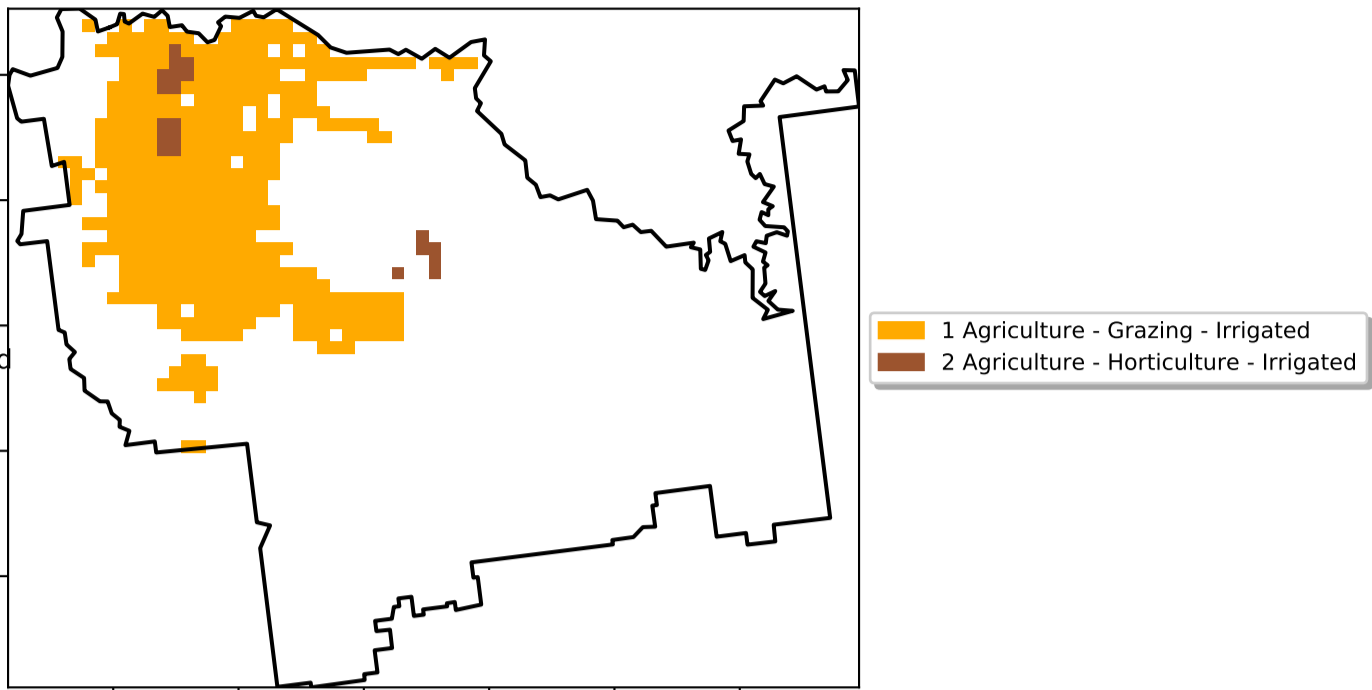 d
1 Agriculture - Grazing - Irrigated
2 Agriculture - Horticulture - Irrigated